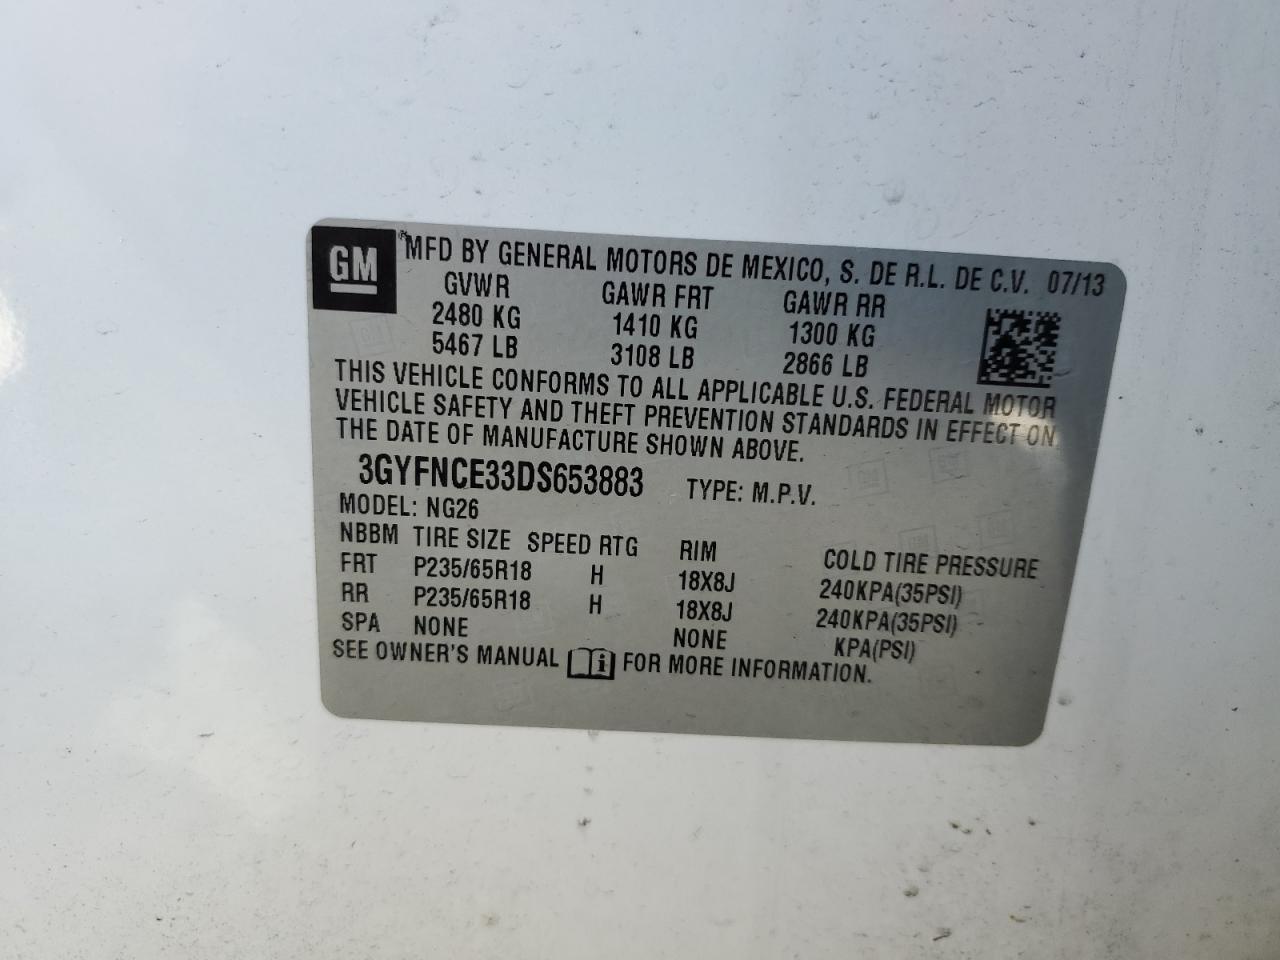 GM MFD BY GENERAL MOTORS DE MEXICO, S. DE R.L. DE C.V. 07/13
GVWR GAWR FRT GAWR RR
2480 KG 1410 KG 1300 KG
5467 LB 3108 LB 2866 LB
THIS VEHICLE CONFORMS TO ALL APPLICABLE U.S. FEDERAL MOTOR
VEHICLE SAFETY AND THEFT PREVENTION STANDARDS IN EFFECT ON
THE DATE OF MANUFACTURE SHOWN ABOVE.
3GYFNCE33DS653883 TYPE: M.P.V.
MODEL: NG26
NBBM TIRE SIZE SPEED RTG RIM COLD TIRE PRESSURE
FRT P235/65R18 H 18X8J 240KPA(35PSI)
RR P235/65R18 H 18X8J 240KPA(35PSI)
SPA NONE NONE KPA(PSI)
SEE OWNER'S MANUAL FOR MORE INFORMATION.